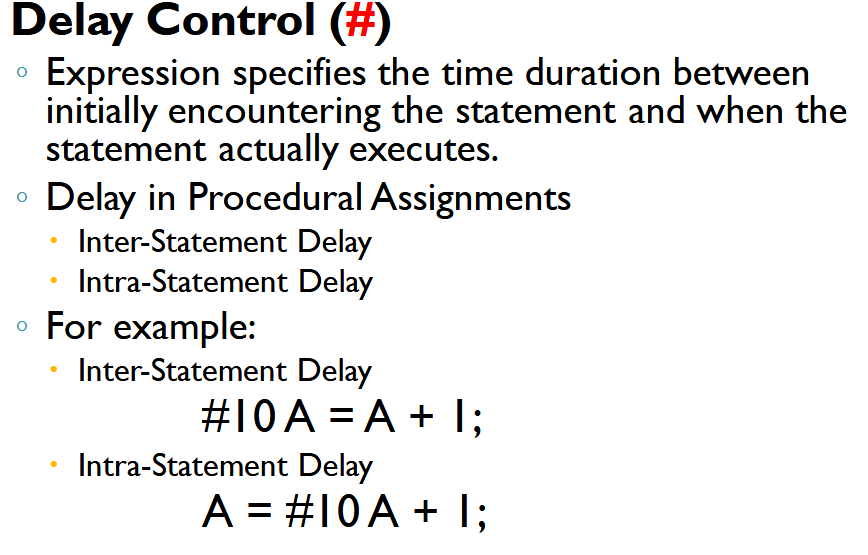 Delay Control (#)
◦ Expression specifies the time duration between
initially encountering the statement and when the
statement actually executes.
◦ Delay in Procedural Assignments
• Inter-Statement Delay
• Intra-Statement Delay
◦ For example:
• Inter-Statement Delay
#10 A = A + 1;
• Intra-Statement Delay
A = #10 A + 1;